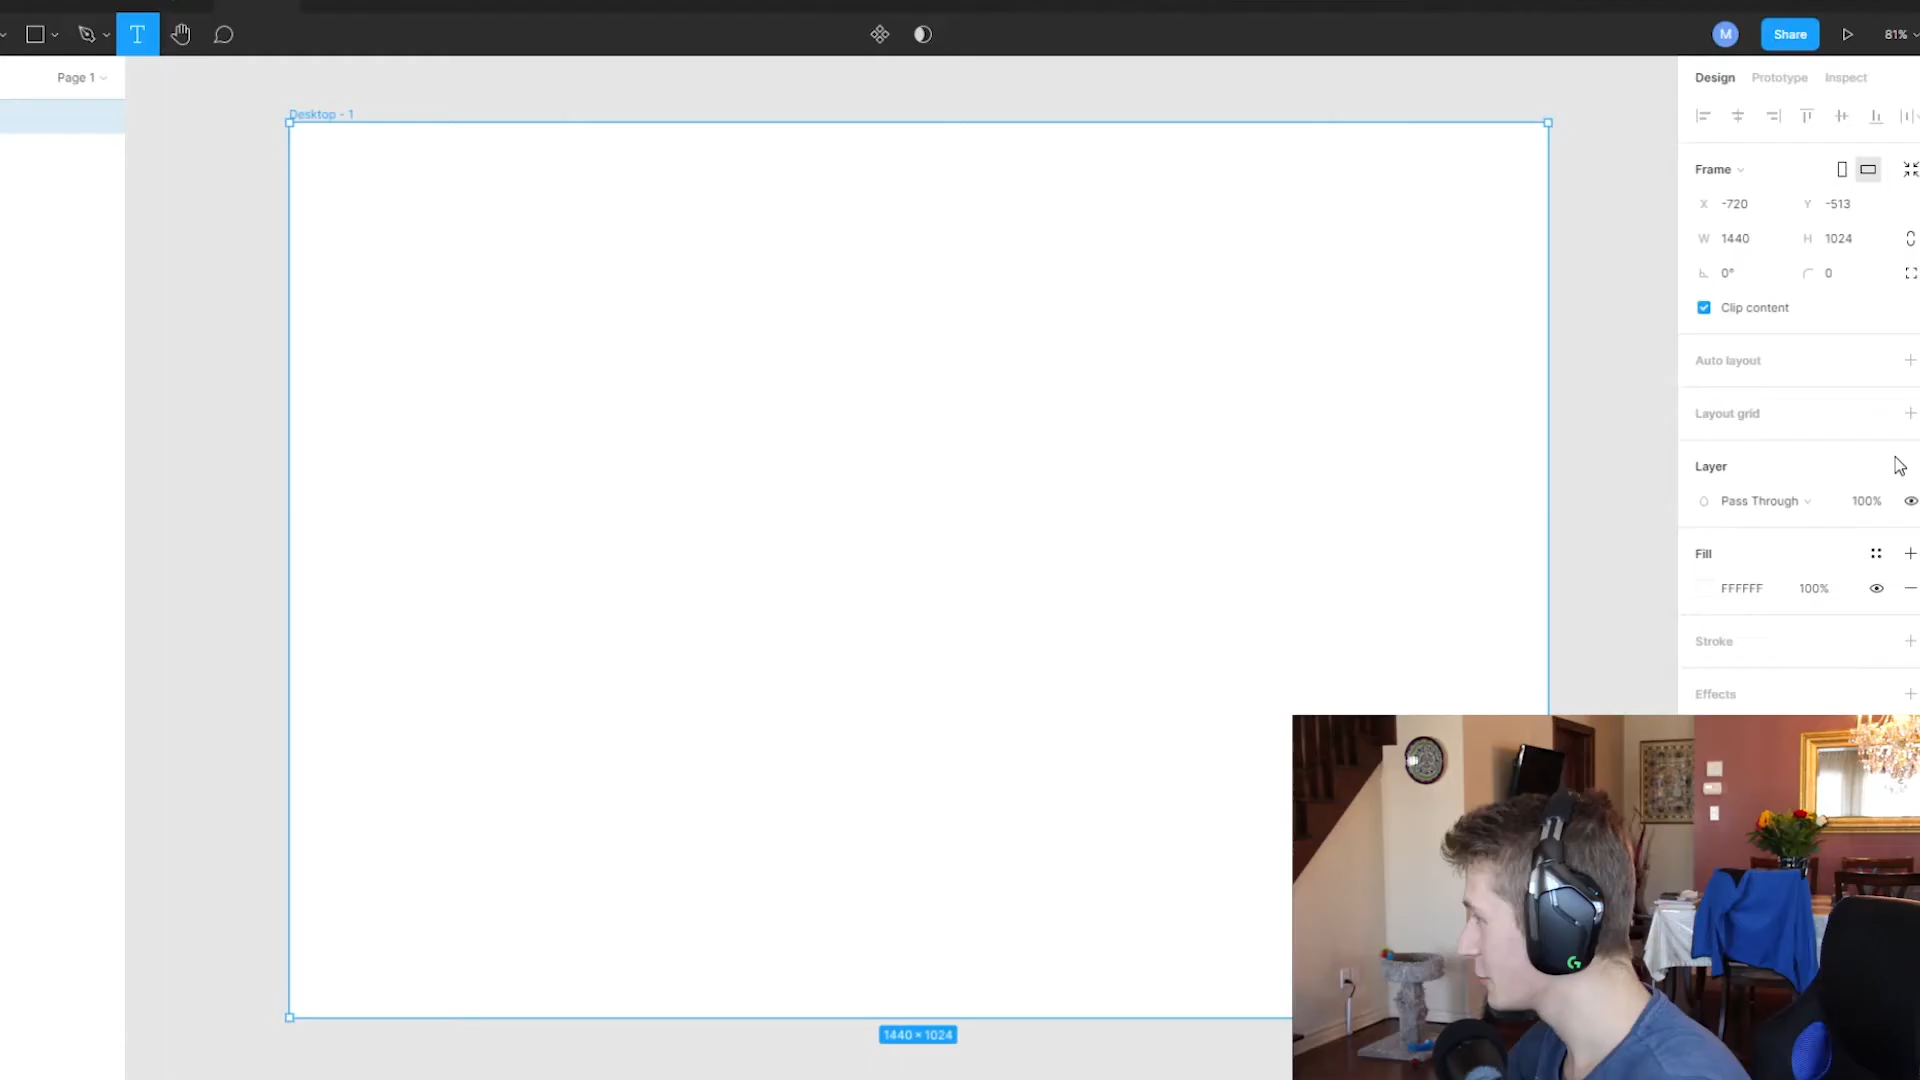 M
Share
81%
Page 1
Design Prototype Inspect
Desktop - 1
Frame
X -720 Y -513
W 1440 H 1024
0° 0
Clip content
Auto layout
Layout grid
Layer
Pass Through 100%
Fill
FFFFFF 100%
Stroke
Effects
1440 × 1024